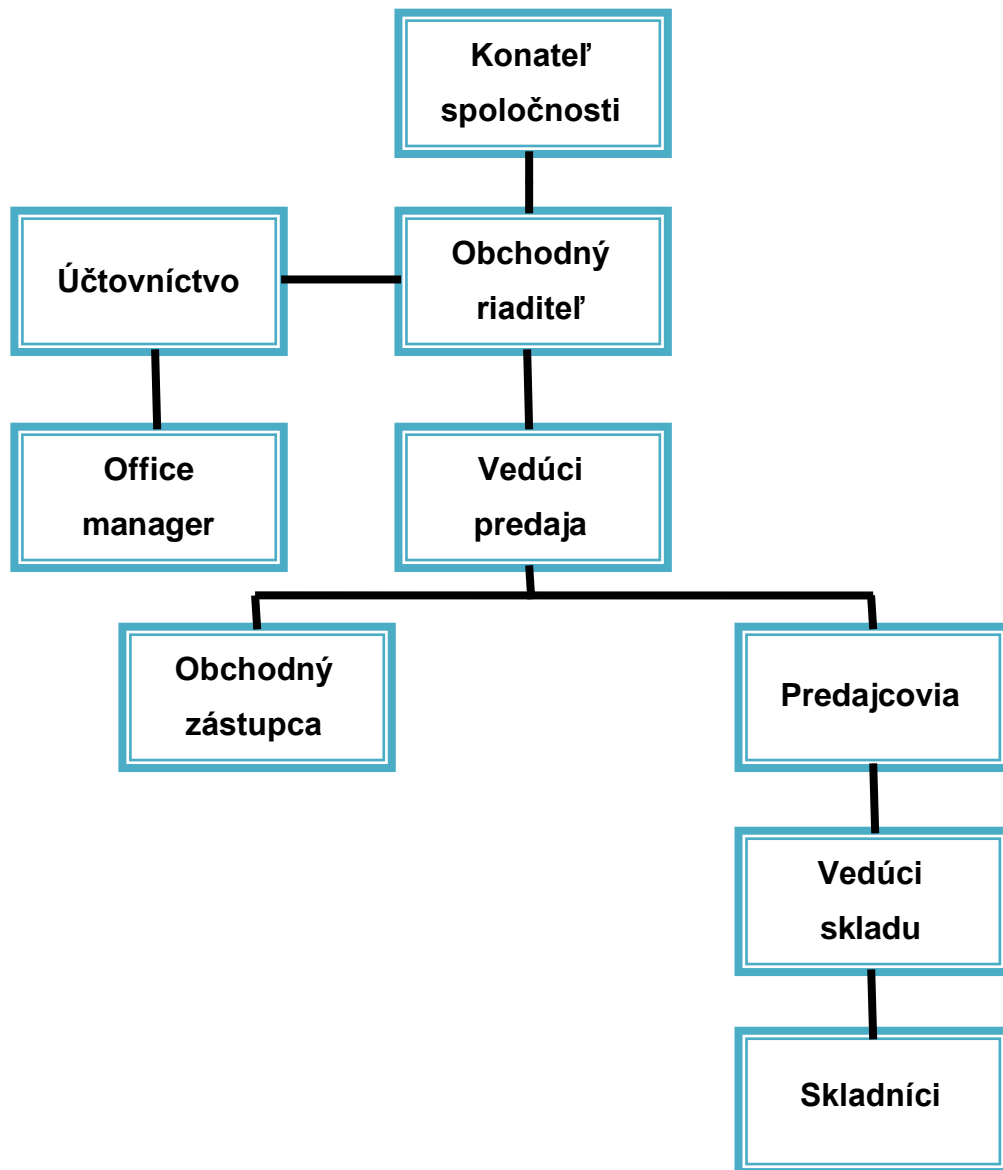 Konateľ
spoločnosti
Účtovníctvo
Obchodný
riaditeľ
Office
manager
Vedúci
predaja
Obchodný
zástupca
Predajcovia
Vedúci
skladu
Skladníci